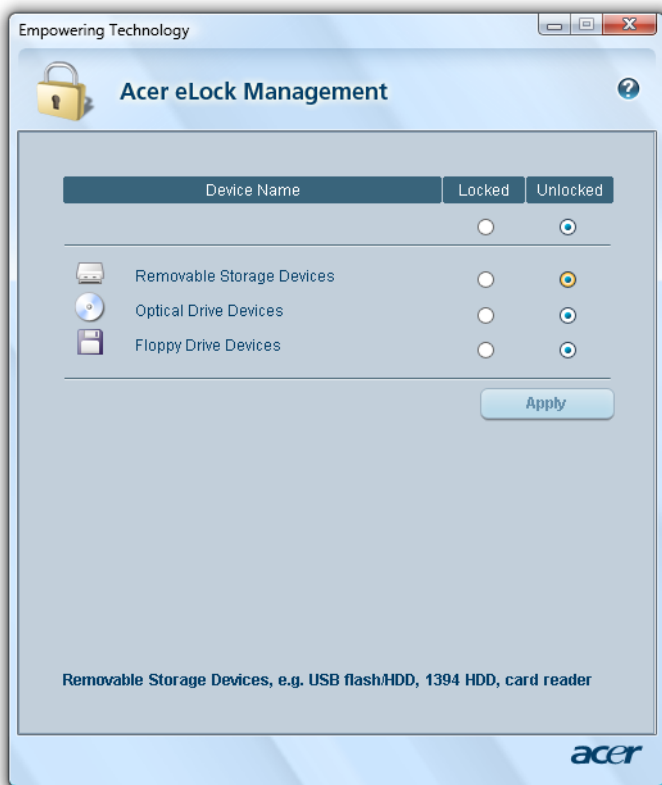 Empowering Technology
Acer eLock Management
?
Device Name Locked Unlocked
Removable Storage Devices
Optical Drive Devices
Floppy Drive Devices
Apply
Removable Storage Devices, e.g. USB flash/HDD, 1394 HDD, card reader
acer